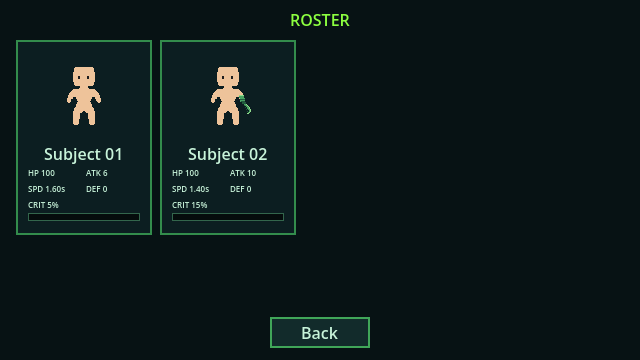 ROSTER
Subject 01
HP 100 ATK 6
SPD 1.60s DEF 0
CRIT 5%
Subject 02
HP 100 ATK 10
SPD 1.40s DEF 0
CRIT 15%
Back